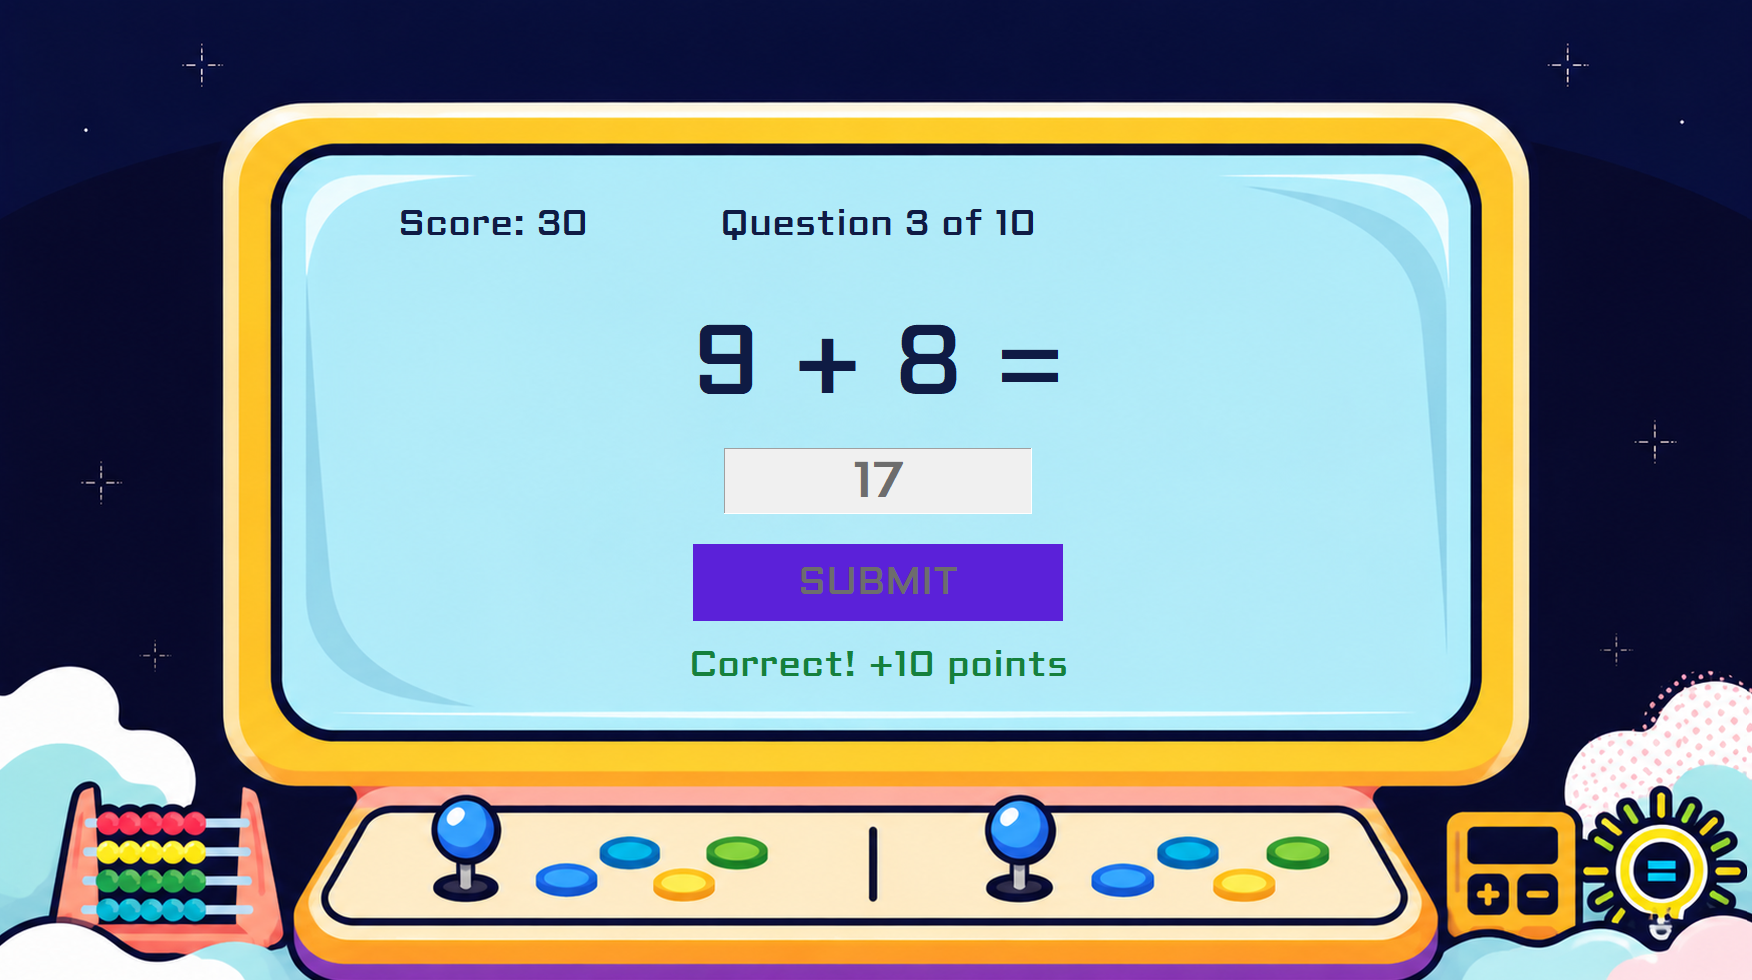 Score: 30 Question 3 of 10
9 + 8 =
17
SUBMIT
Correct! +10 points
+ −
=